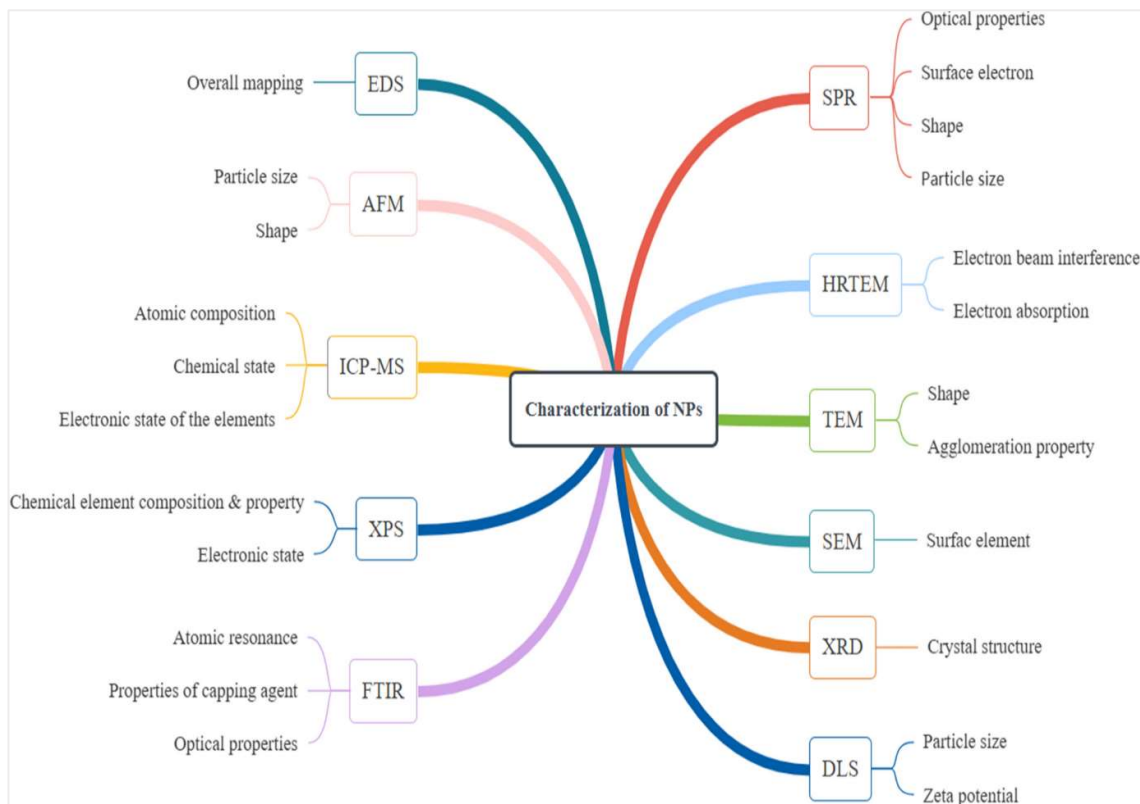 Characterization of NPs
EDS
Overall mapping
AFM
Particle size
Shape
ICP-MS
Atomic composition
Chemical state
Electronic state of the elements
XPS
Chemical element composition & property
Electronic state
FTIR
Atomic resonance
Properties of capping agent
Optical properties
SPR
Optical properties
Surface electron
Shape
Particle size
HRTEM
Electron beam interference
Electron absorption
TEM
Shape
Agglomeration property
SEM
Surfac element
XRD
Crystal structure
DLS
Particle size
Zeta potential